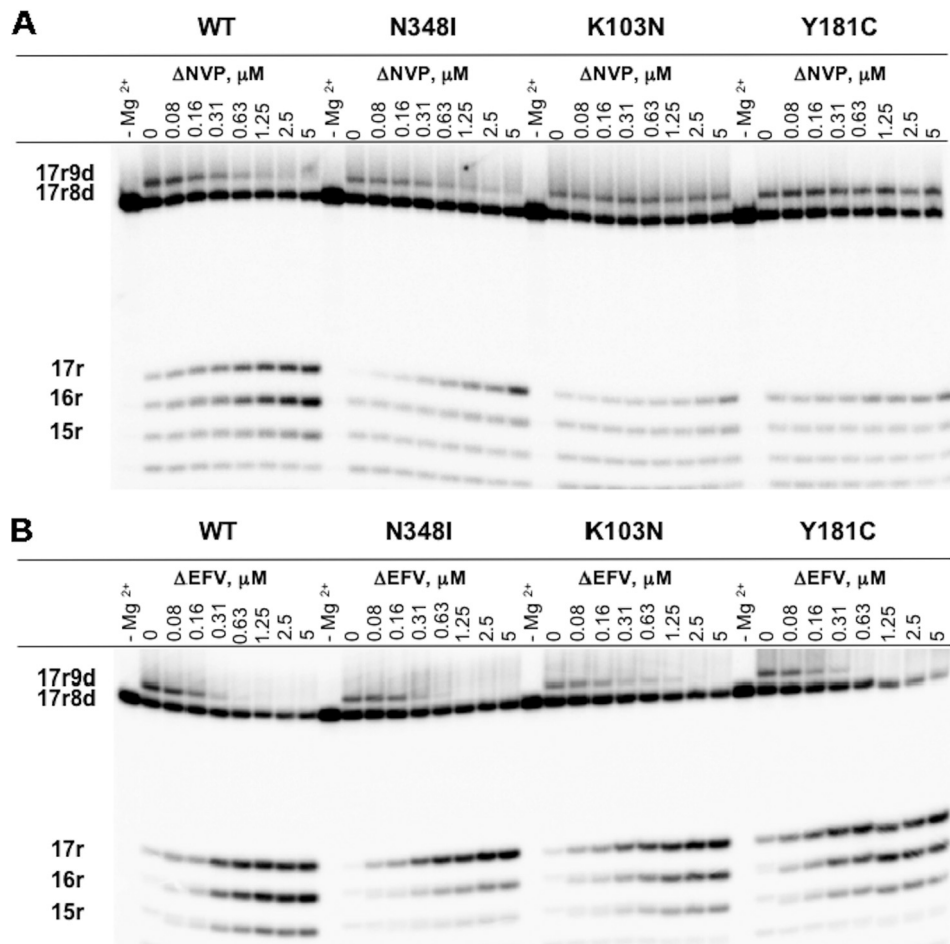 A
WT N348I K103N Y181C
ΔNVP, μM ΔNVP, μM ΔNVP, μM ΔNVP, μM
- Mg 2+ 0 0.08 0.16 0.31 0.63 1.25 2.5 5 - Mg 2+ 0 0.08 0.16 0.31 0.63 1.25 2.5 5 - Mg 2+ 0 0.08 0.16 0.31 0.63 1.25 2.5 5 - Mg 2+ 0 0.08 0.16 0.31 0.63 1.25 2.5 5
17r9d
17r8d
17r
16r
15r
B
WT N348I K103N Y181C
ΔEFV, μM ΔEFV, μM ΔEFV, μM ΔEFV, μM
- Mg 2+ 0 0.08 0.16 0.31 0.63 1.25 2.5 5 - Mg 2+ 0 0.08 0.16 0.31 0.63 1.25 2.5 5 - Mg 2+ 0 0.08 0.16 0.31 0.63 1.25 2.5 5 - Mg 2+ 0 0.08 0.16 0.31 0.63 1.25 2.5 5
17r9d
17r8d
17r
16r
15r